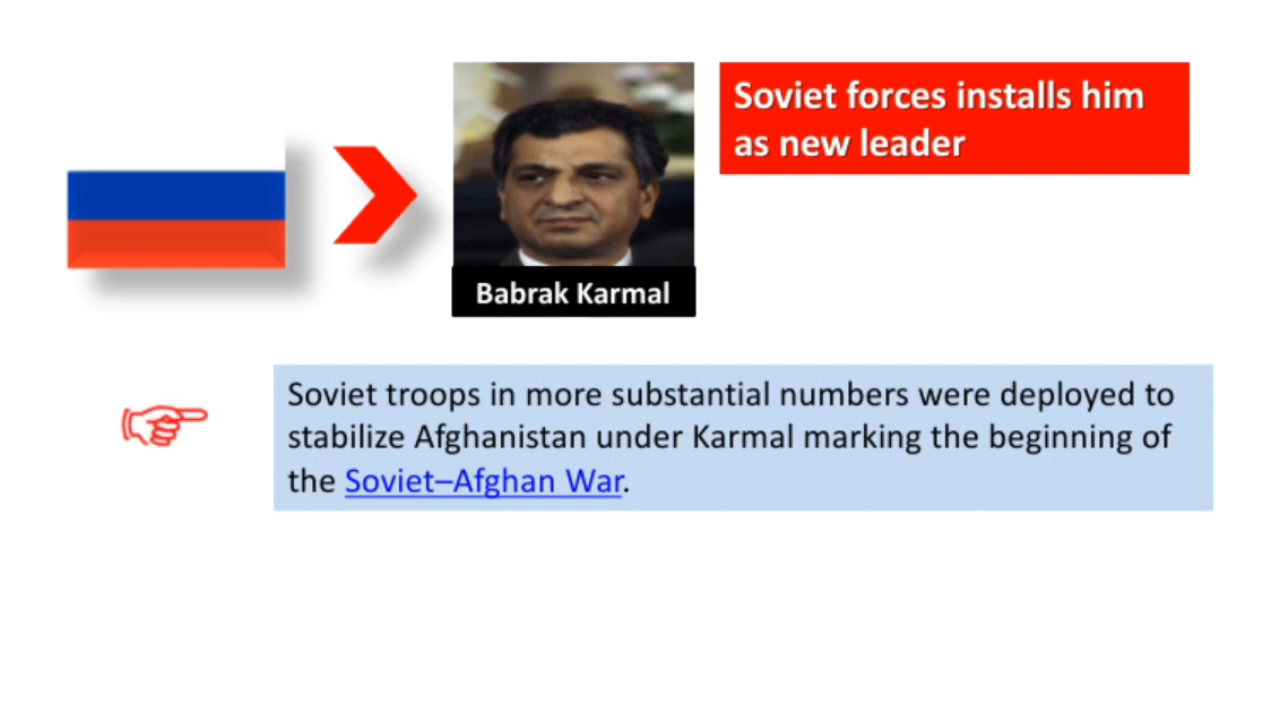 Soviet forces installs him
as new leader
Babrak Karmal
Soviet troops in more substantial numbers were deployed to
stabilize Afghanistan under Karmal marking the beginning of
the Soviet–Afghan War.